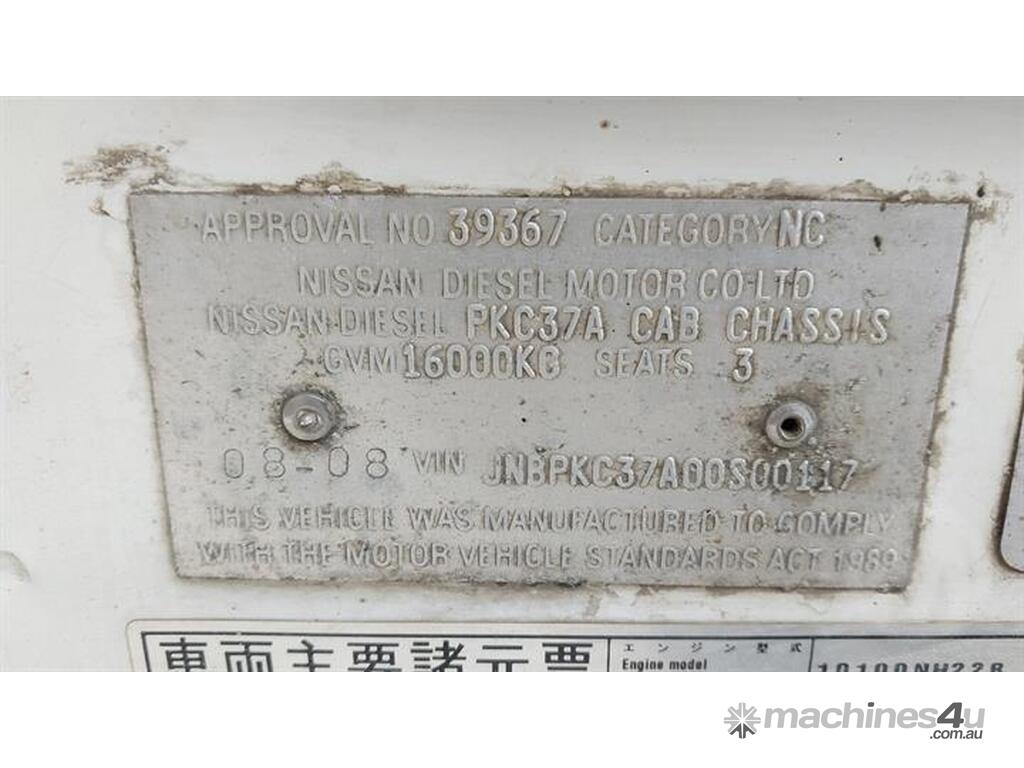 APPROVAL NO 39367 CATEGORY NC
NISSAN DIESEL MOTOR CO·LTD
NISSAN·DIESEL PKC37A CAB CHASSIS
GVM 16000KG SEATS 3
08-08 VIN JNBPKC37A00S00117
THIS VEHICLE WAS MANUFACTURED TO COMPLY
WITH THE MOTOR VEHICLE STANDARDS ACT 1989
車両主要諸元票
エンジン型式
Engine model
machines4u
.com.au